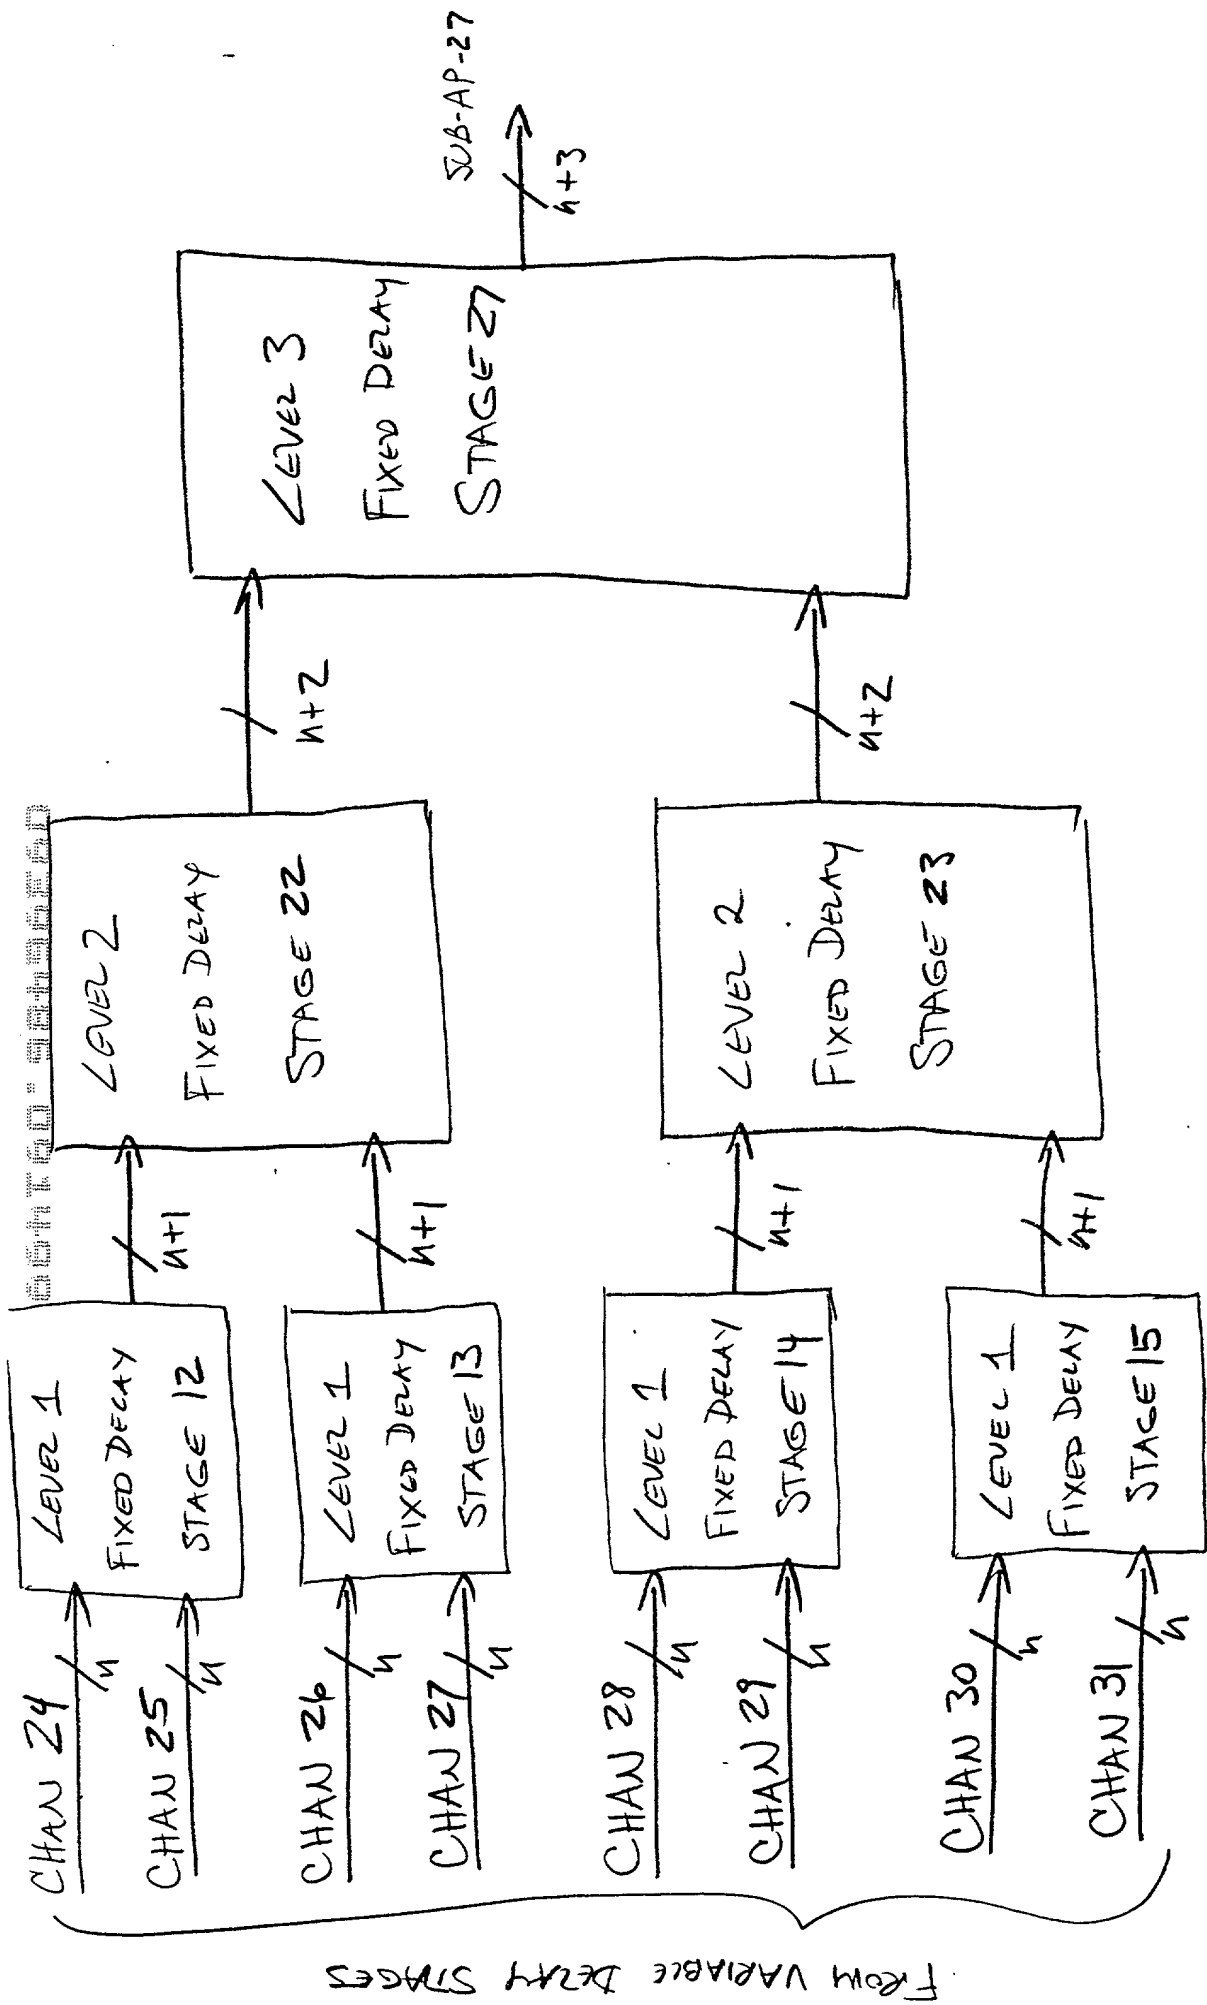 FROM VARIABLE DELAY STAGES
CHAN 24
n
CHAN 25
n
LEVEL 1
FIXED DELAY
STAGE 12
n+1
CHAN 26
n
CHAN 27
n
LEVEL 1
FIXED DELAY
STAGE 13
n+1
CHAN 28
n
CHAN 29
n
LEVEL 1
FIXED DELAY
STAGE 14
n+1
CHAN 30
n
CHAN 31
n
LEVEL 1
FIXED DELAY
STAGE 15
n+1
LEVEL 2
FIXED DELAY
STAGE 22
n+2
LEVEL 2
FIXED DELAY
STAGE 23
n+2
LEVEL 3
FIXED DELAY
STAGE 27
SUB-AP-27
n+3